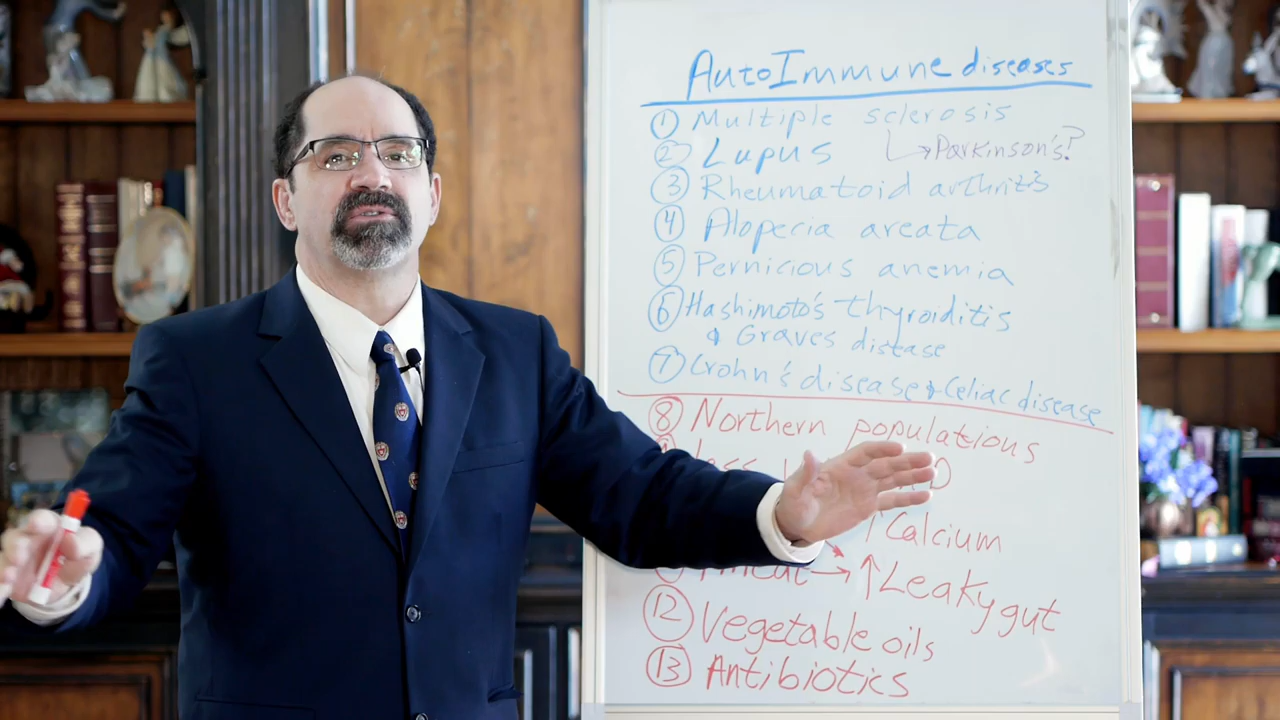 AutoImmune diseases
① Multiple sclerosis
② Lupus ↳Parkinson's?
③ Rheumatoid arthritis
④ Alopecia areata
⑤ Pernicious anemia
⑥ Hashimoto's thyroiditis
& Graves disease
⑦ Crohn's disease & Celiac disease
⑧ Northern populations
D
↑Calcium
→↑Leaky gut
⑫ Vegetable oils
⑬ Antibiotics